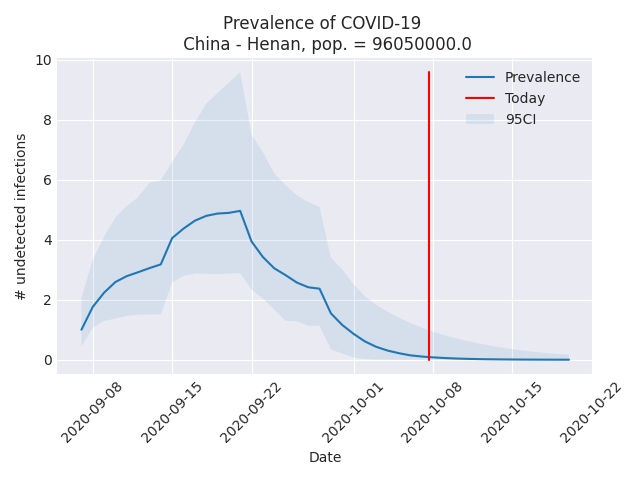 Prevalence of COVID-19
China - Henan, pop. = 96050000.0
Prevalence
Today
95CI
# undetected infections
10
8
6
4
2
0
2020-09-08
2020-09-15
2020-09-22
2020-10-01
2020-10-08
2020-10-15
2020-10-22
Date